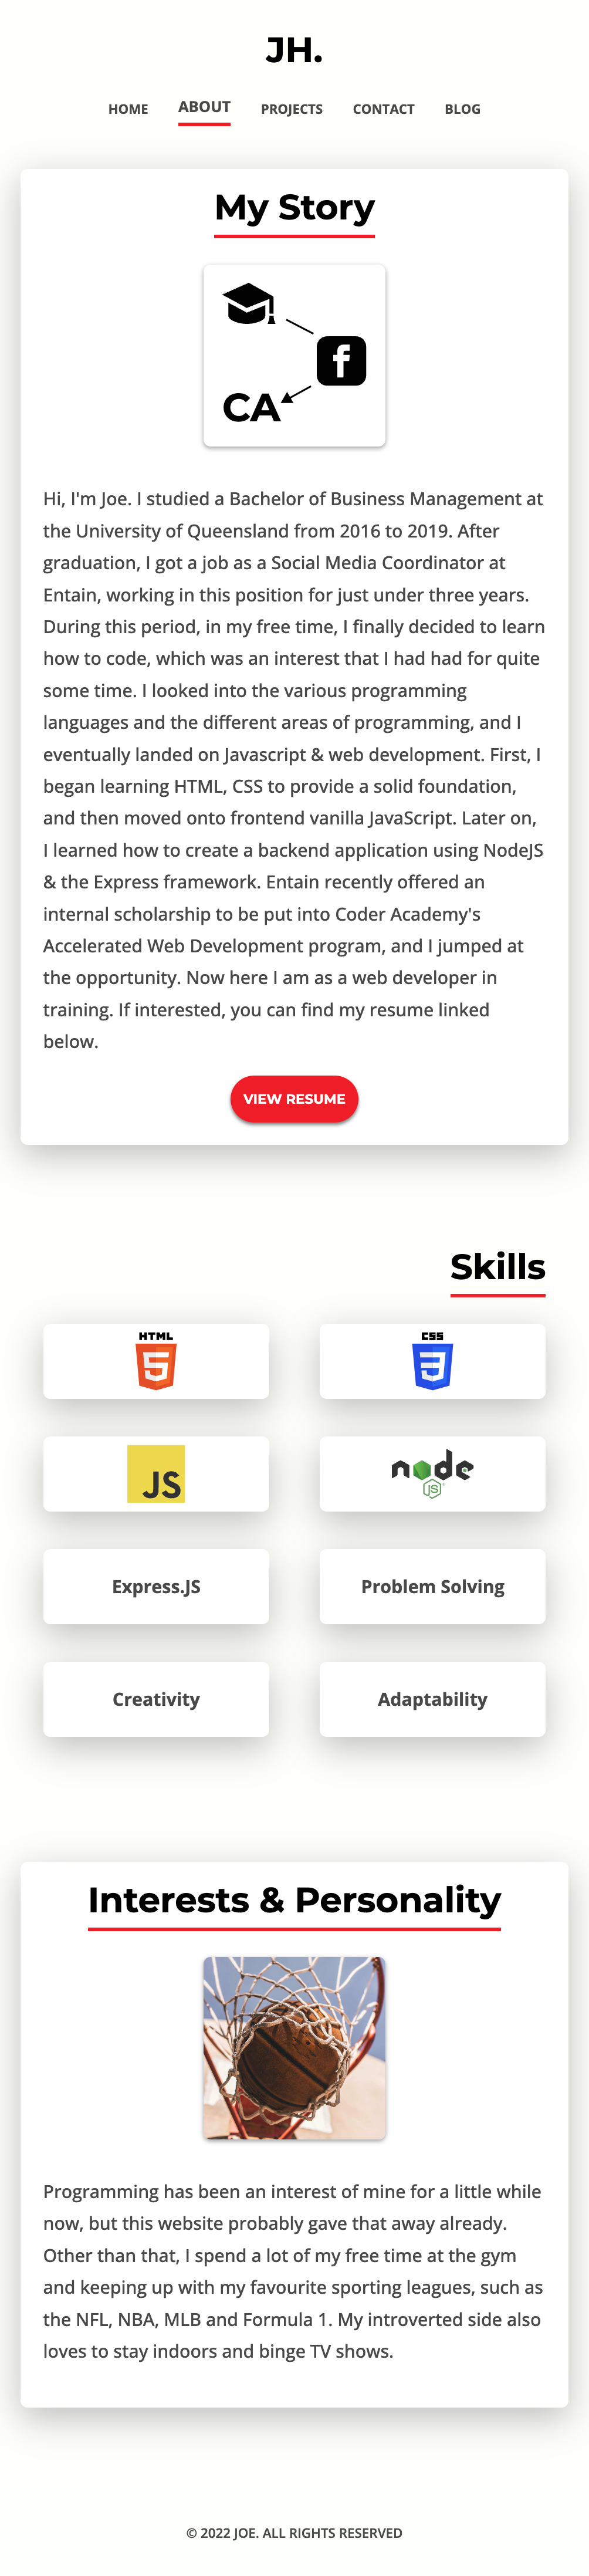 JH.
HOME ABOUT PROJECTS CONTACT BLOG
My Story
f
CA
Hi, I'm Joe. I studied a Bachelor of Business Management at
the University of Queensland from 2016 to 2019. After
graduation, I got a job as a Social Media Coordinator at
Entain, working in this position for just under three years.
During this period, in my free time, I finally decided to learn
how to code, which was an interest that I had had for quite
some time. I looked into the various programming
languages and the different areas of programming, and I
eventually landed on Javascript & web development. First, I
began learning HTML, CSS to provide a solid foundation,
and then moved onto frontend vanilla JavaScript. Later on,
I learned how to create a backend application using NodeJS
& the Express framework. Entain recently offered an
internal scholarship to be put into Coder Academy's
Accelerated Web Development program, and I jumped at
the opportunity. Now here I am as a web developer in
training. If interested, you can find my resume linked
below.
VIEW RESUME
Skills
HTML
5
CSS
3
JS
node
JS
Express.JS
Problem Solving
Creativity
Adaptability
Interests & Personality
Programming has been an interest of mine for a little while
now, but this website probably gave that away already.
Other than that, I spend a lot of my free time at the gym
and keeping up with my favourite sporting leagues, such as
the NFL, NBA, MLB and Formula 1. My introverted side also
loves to stay indoors and binge TV shows.
© 2022 JOE. ALL RIGHTS RESERVED